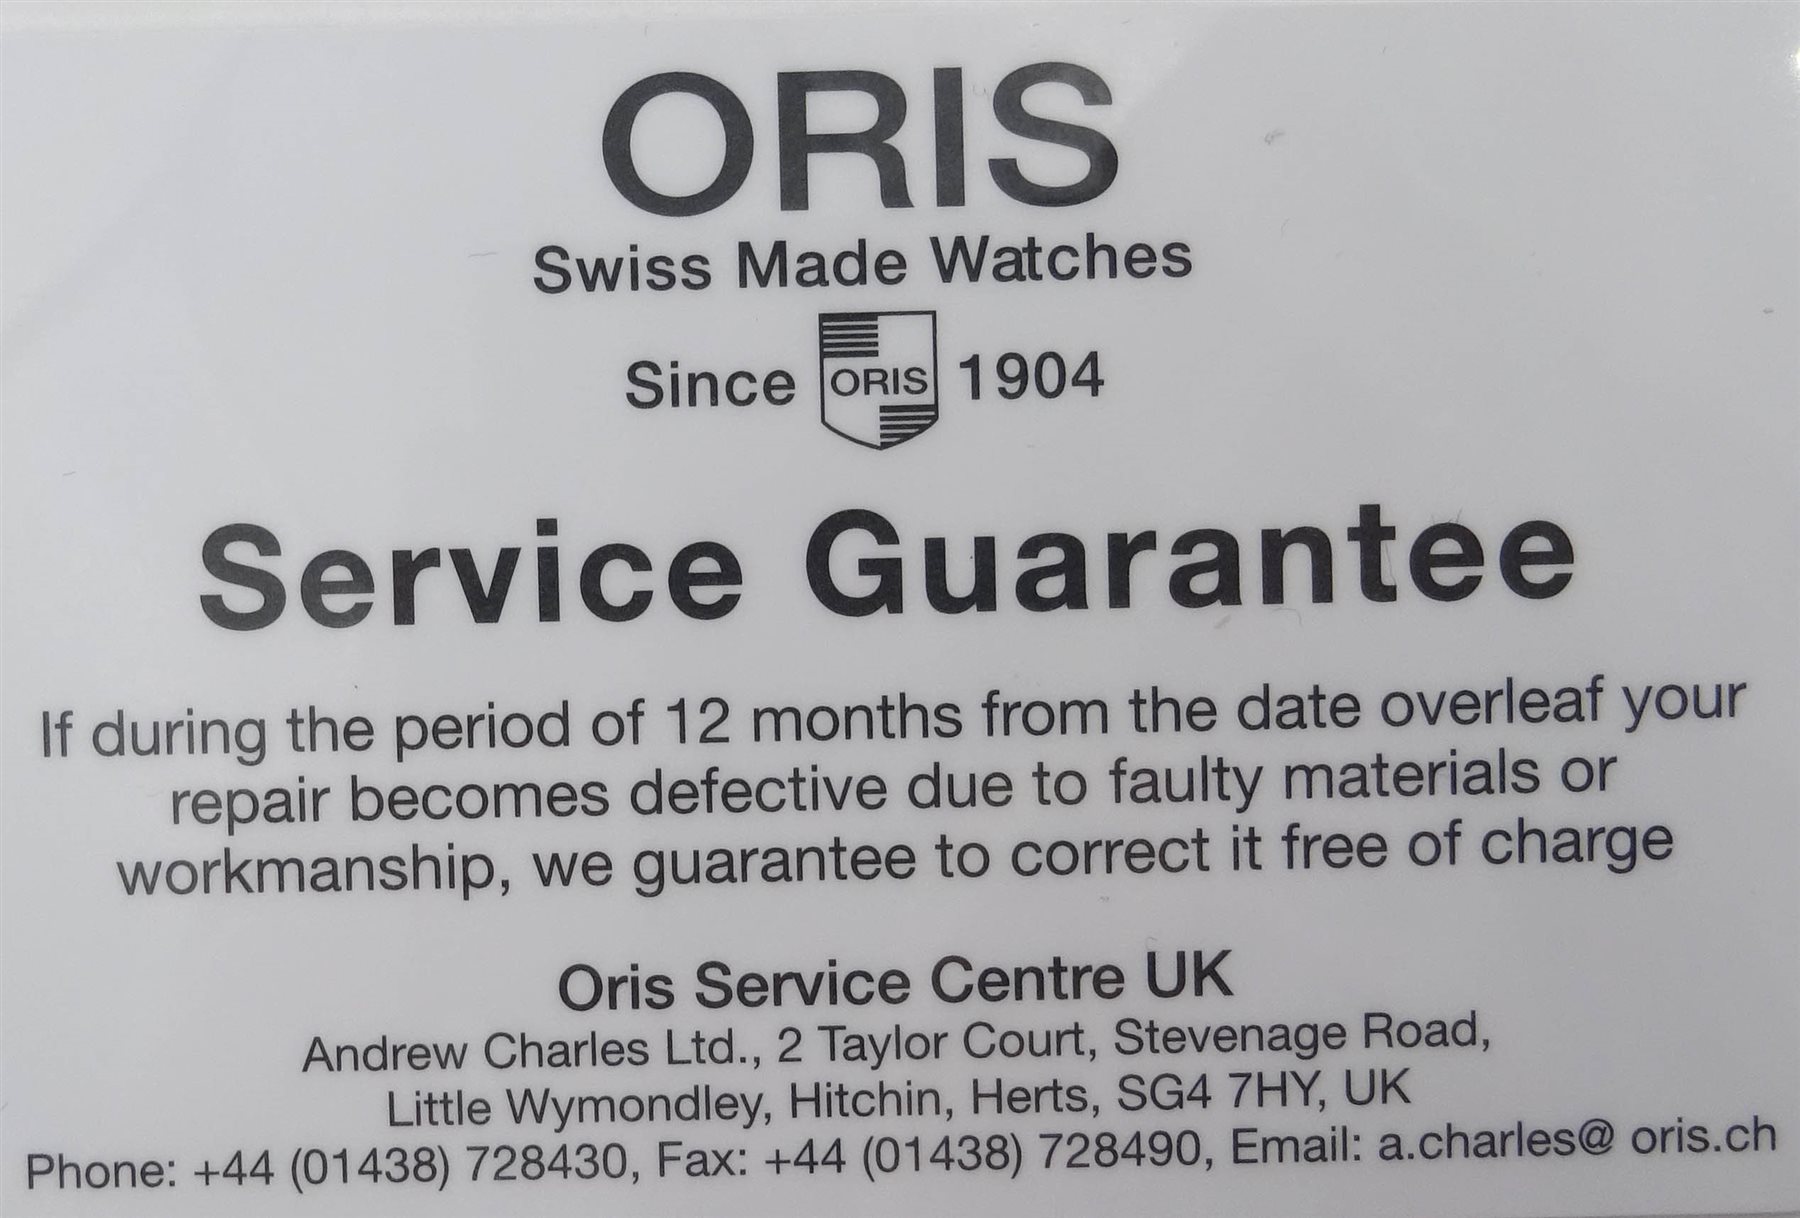 ORIS
Swiss Made Watches
Since ORIS 1904
Service Guarantee
If during the period of 12 months from the date overleaf your
repair becomes defective due to faulty materials or
workmanship, we guarantee to correct it free of charge
Oris Service Centre UK
Andrew Charles Ltd., 2 Taylor Court, Stevenage Road,
Little Wymondley, Hitchin, Herts, SG4 7HY, UK
Phone: +44 (01438) 728430, Fax: +44 (01438) 728490, Email: a.charles@ oris.ch